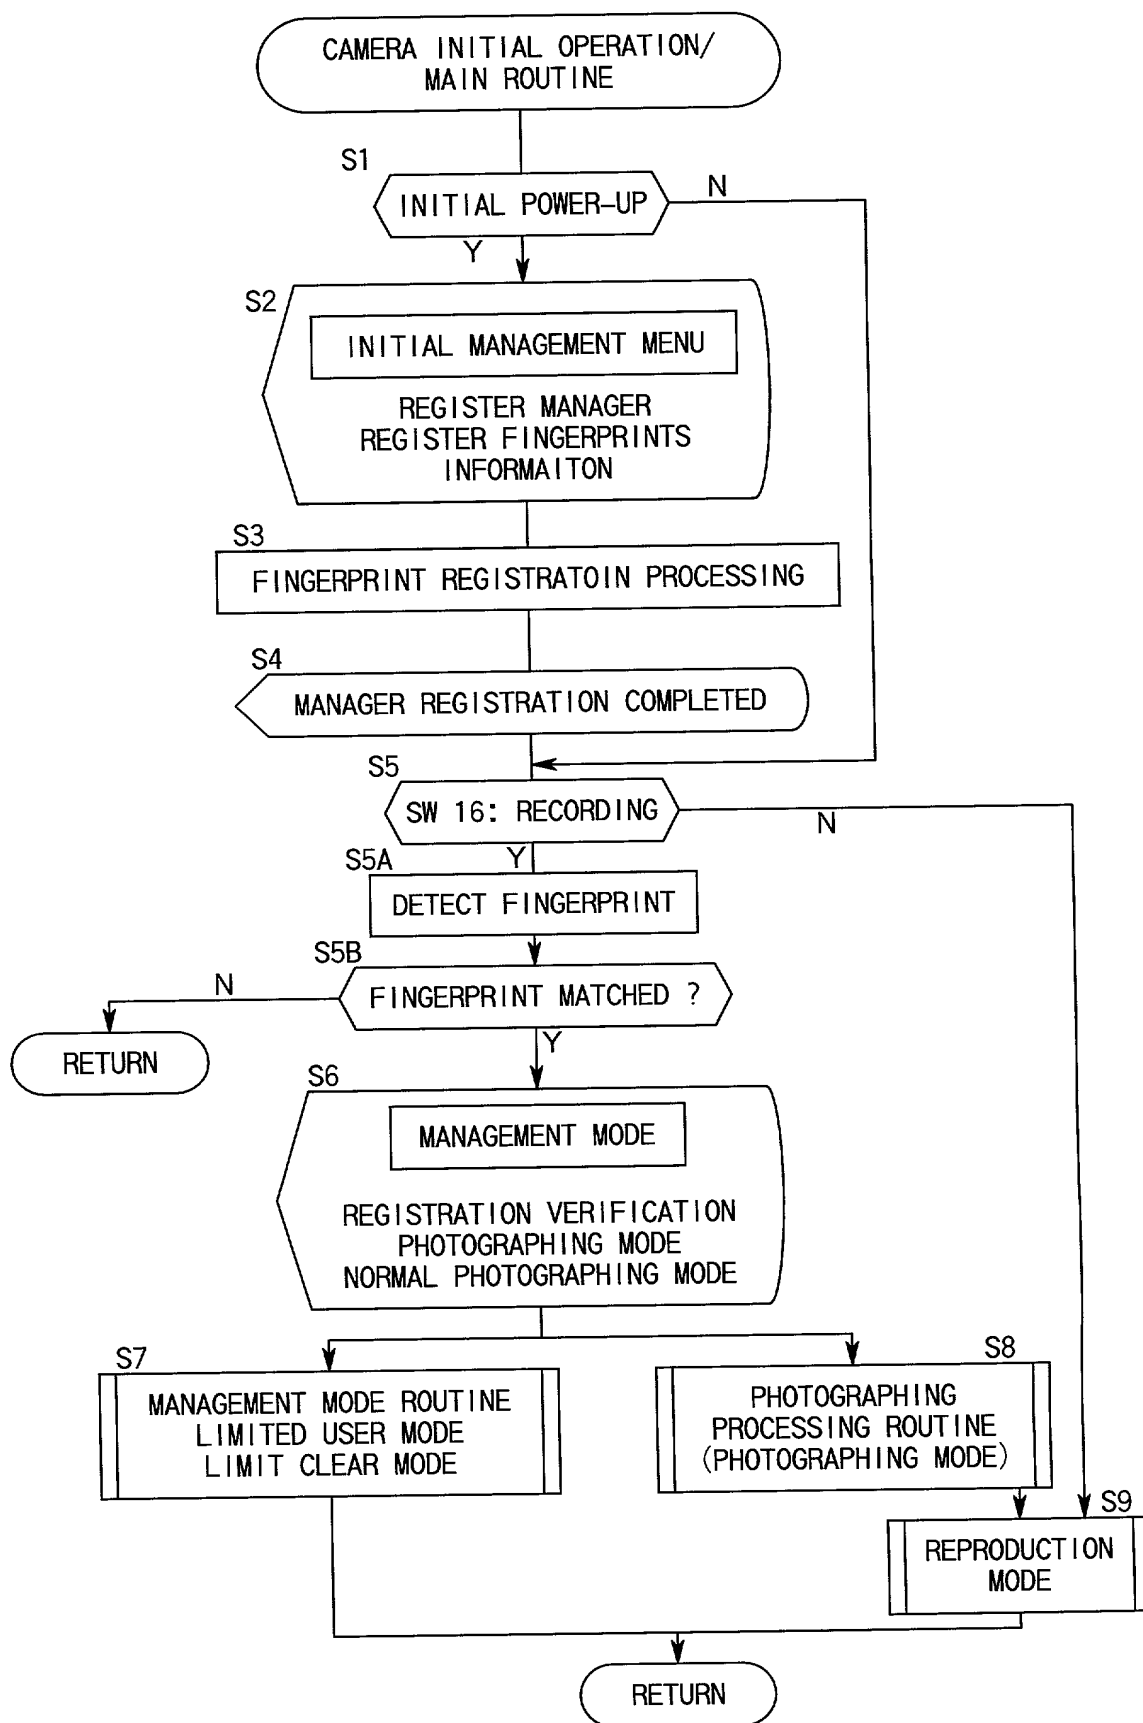 CAMERA INITIAL OPERATION/
MAIN ROUTINE
S1
INITIAL POWER-UP
N
Y
S2
INITIAL MANAGEMENT MENU
REGISTER MANAGER
REGISTER FINGERPRINTS
INFORMAITON
S3
FINGERPRINT REGISTRATOIN PROCESSING
S4
MANAGER REGISTRATION COMPLETED
S5
SW 16: RECORDING
N
Y
S5A
DETECT FINGERPRINT
S5B
FINGERPRINT MATCHED ?
N
Y
RETURN
S6
MANAGEMENT MODE
REGISTRATION VERIFICATION
PHOTOGRAPHING MODE
NORMAL PHOTOGRAPHING MODE
S7
MANAGEMENT MODE ROUTINE
LIMITED USER MODE
LIMIT CLEAR MODE
S8
PHOTOGRAPHING
PROCESSING ROUTINE
(PHOTOGRAPHING MODE)
S9
REPRODUCTION
MODE
RETURN